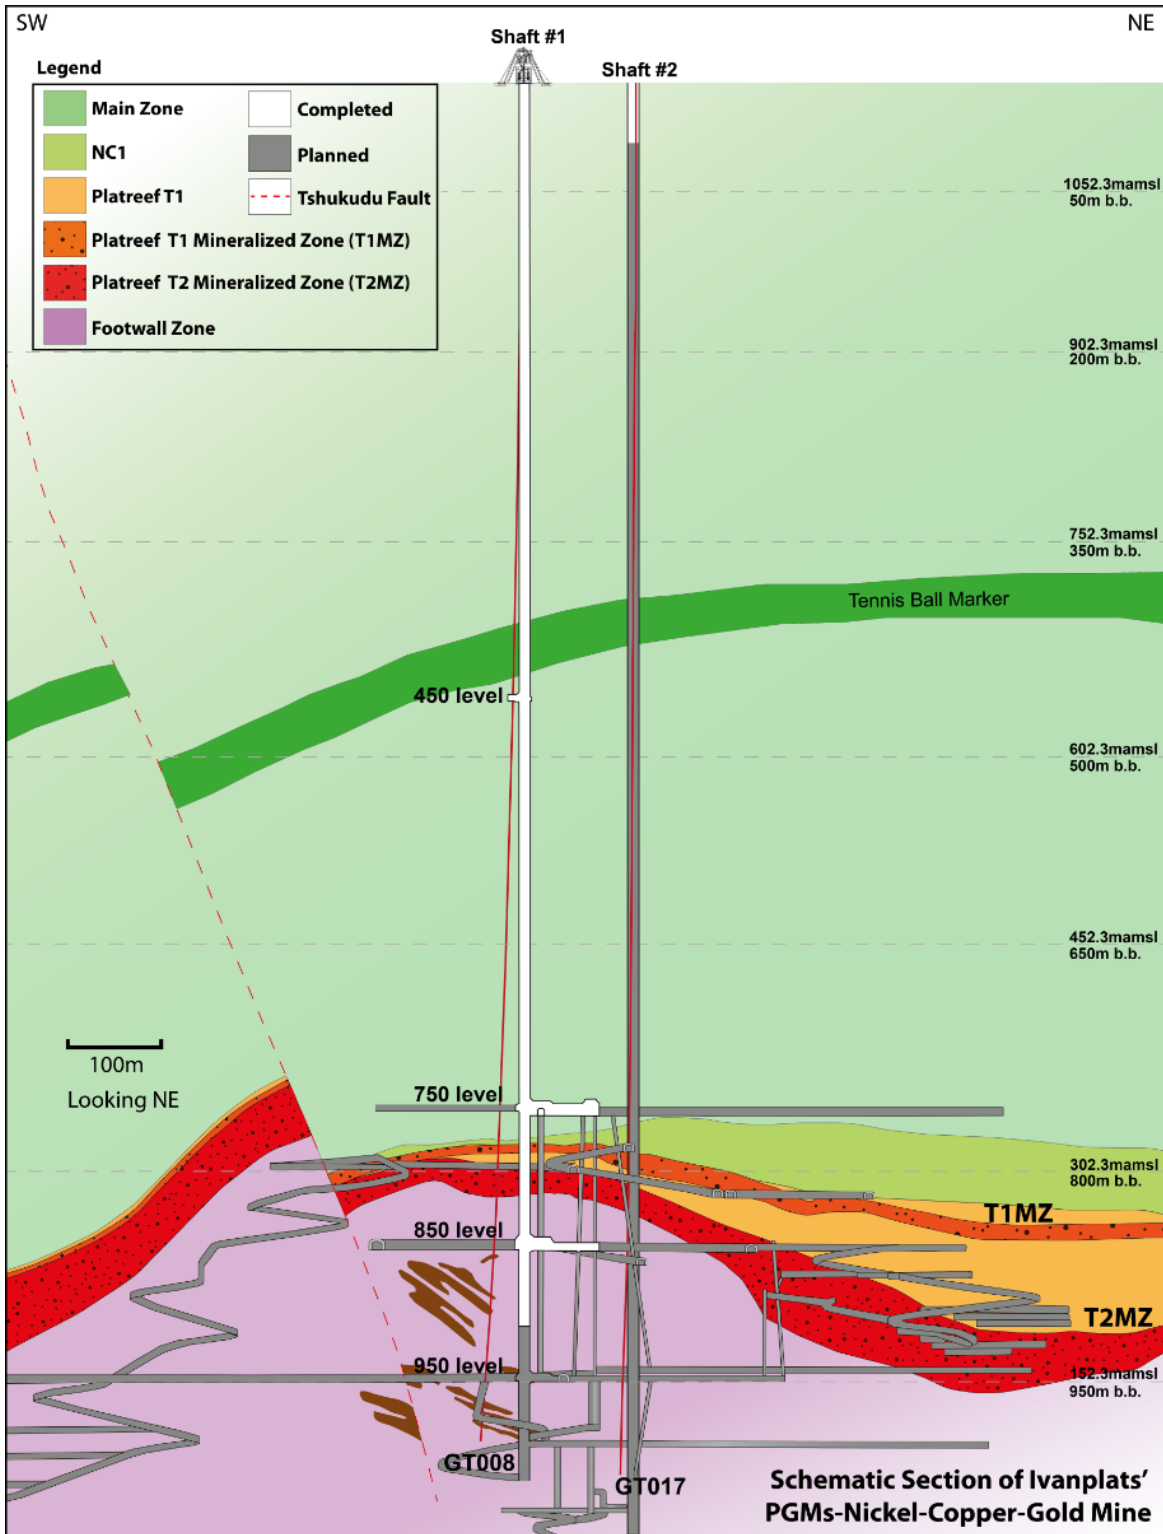 SW
NE
Shaft #1
Shaft #2
Legend
Main Zone
Completed
NC1
Planned
Platreef T1
Tshukudu Fault
Platreef T1 Mineralized Zone (T1MZ)
Platreef T2 Mineralized Zone (T2MZ)
Footwall Zone
1052.3mamsl
50m b.b.
902.3mamsl
200m b.b.
752.3mamsl
350m b.b.
Tennis Ball Marker
450 level
602.3mamsl
500m b.b.
452.3mamsl
650m b.b.
100m
Looking NE
750 level
302.3mamsl
800m b.b.
T1MZ
850 level
T2MZ
950 level
152.3mamsl
950m b.b.
GT008
GT017
Schematic Section of Ivanplats'
PGMs-Nickel-Copper-Gold Mine